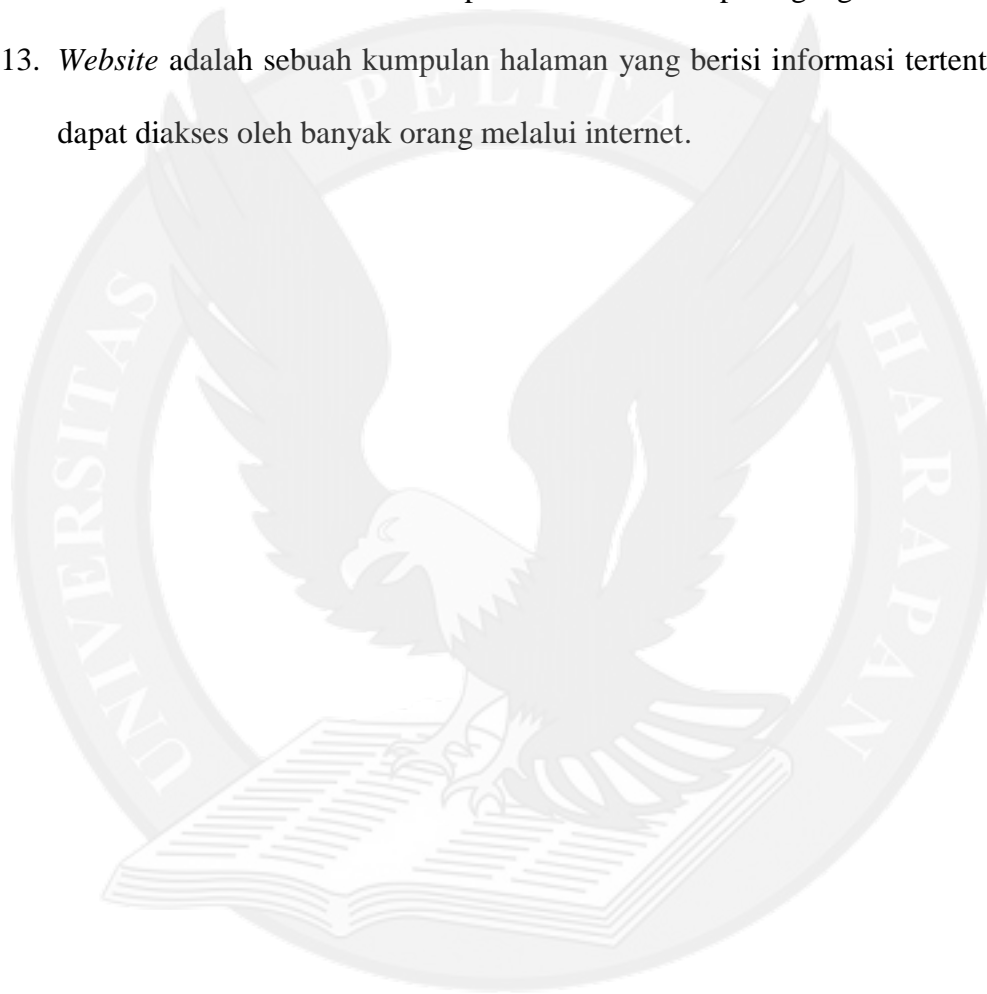 13. Website adalah sebuah kumpulan halaman yang berisi informasi tertent
dapat diakses oleh banyak orang melalui internet.
UNIVERSITAS PELITA HARAPAN